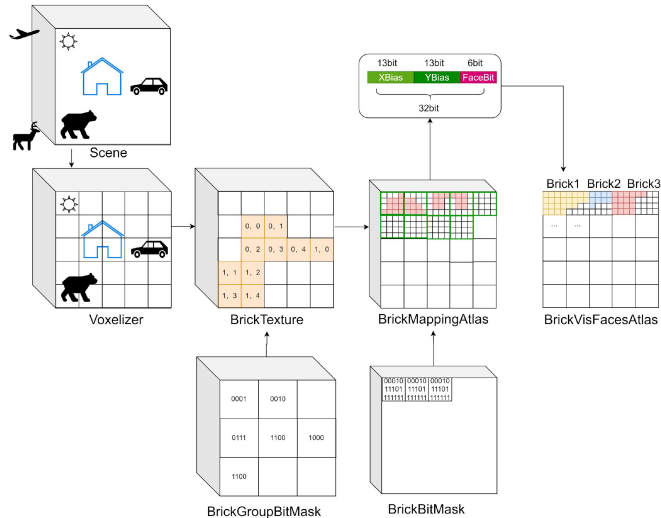 13bit 13bit 6bit
XBias YBias FaceBit
32bit
Scene
Brick1 Brick2 Brick3
... ...
0, 0 0, 1
0, 2 0, 3 0, 4 1, 0
1, 1 1, 2
1, 3 1, 4
Voxelizer
BrickTexture
BrickMappingAtlas
BrickVisFacesAtlas
0001 0010
0111 1100 1000
1100
00010 00010 00010
11101 11101 11101
111111 111111 111111
BrickGroupBitMask
BrickBitMask